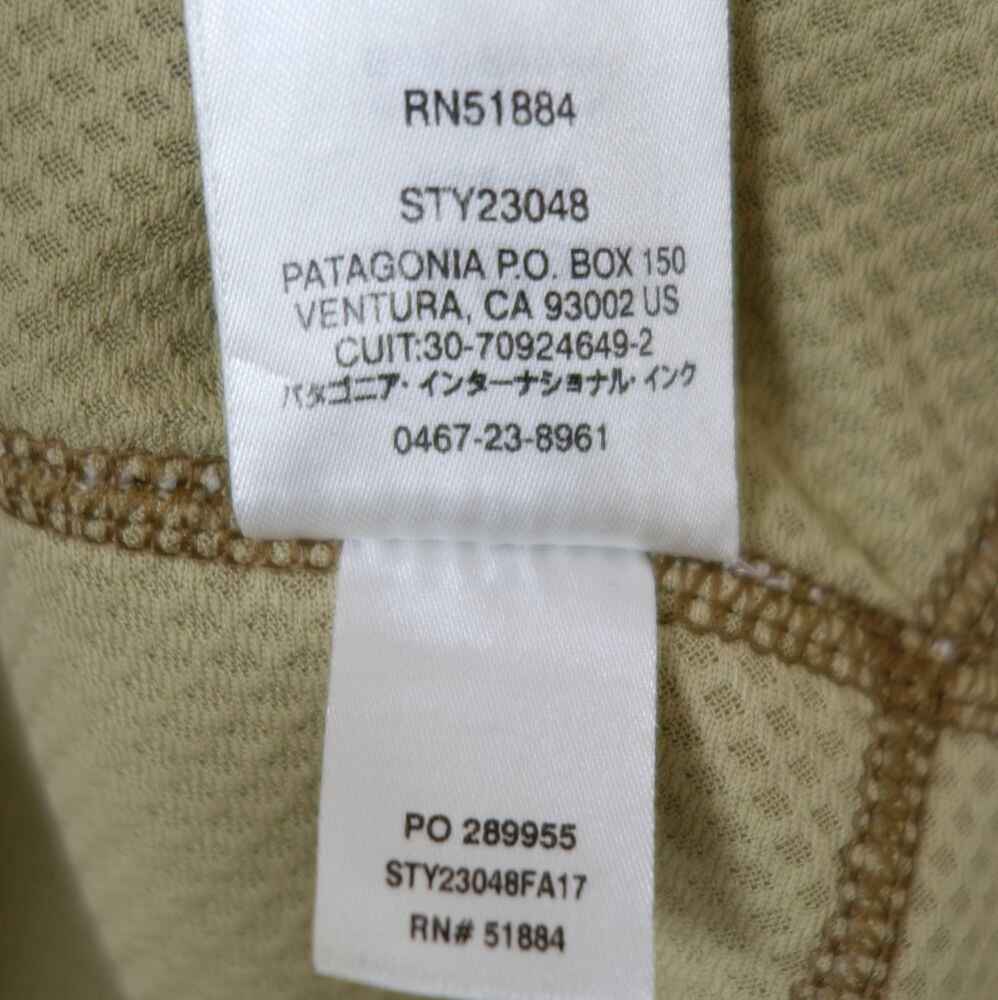 RN51884
STY23048
PATAGONIA P.O. BOX 150
VENTURA, CA 93002 US
CUIT:30-70924649-2
パタゴニア・インターナショナル・インク
0467-23-8961
PO 289955
STY23048FA17
RN# 51884